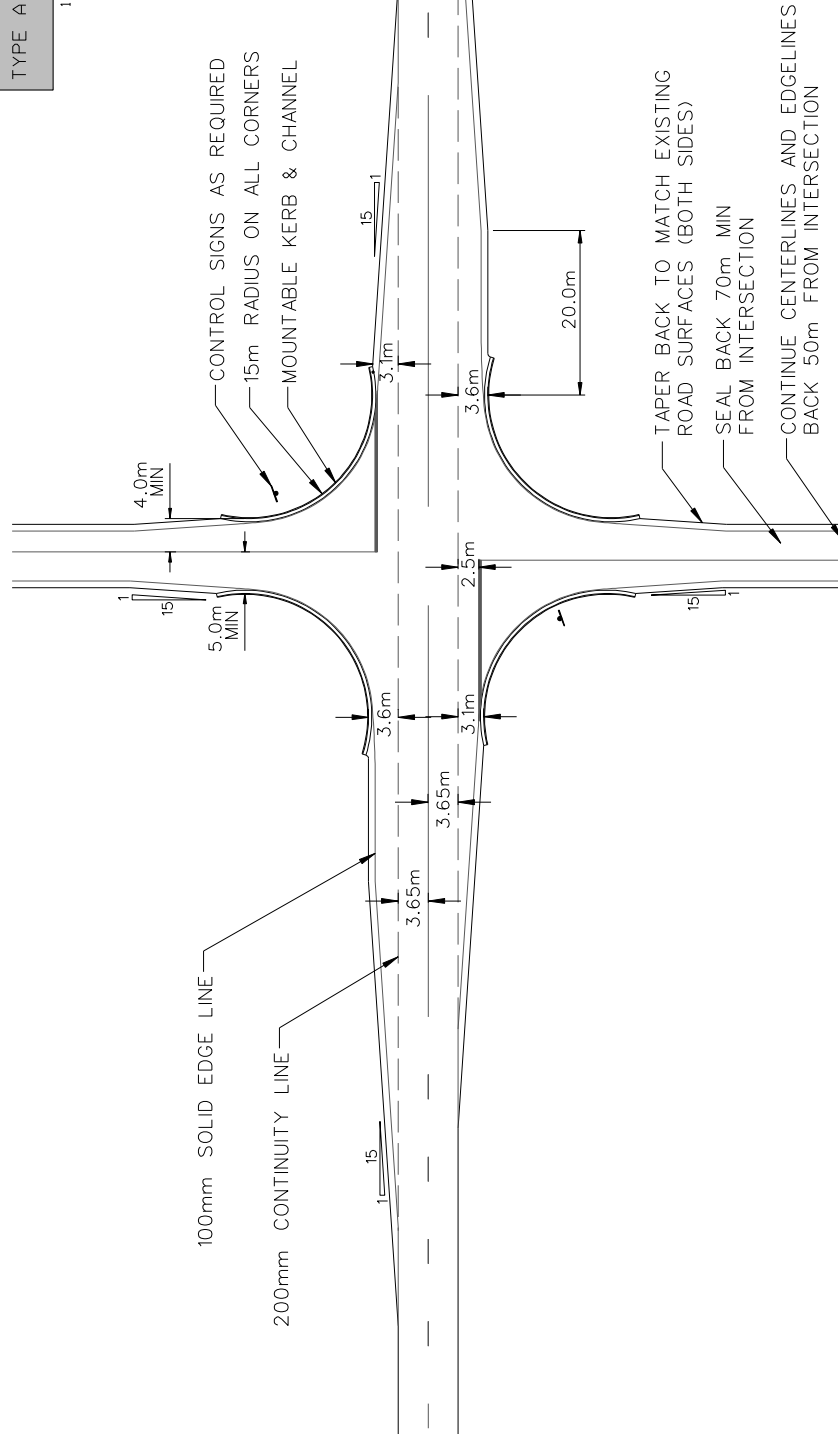 TYPE A
1
CONTROL SIGNS AS REQUIRED
15m RADIUS ON ALL CORNERS
MOUNTABLE KERB & CHANNEL
15
1
4.0m
MIN
3.1m
20.0m
3.6m
TAPER BACK TO MATCH EXISTING
ROAD SURFACES (BOTH SIDES)
SEAL BACK 70m MIN
FROM INTERSECTION
CONTINUE CENTERLINES AND EDGELINES
BACK 50m FROM INTERSECTION
1
15
5.0m
MIN
2.5m
15
1
3.6m
3.1m
3.65m
3.65m
100mm SOLID EDGE LINE
200mm CONTINUITY LINE
1
15